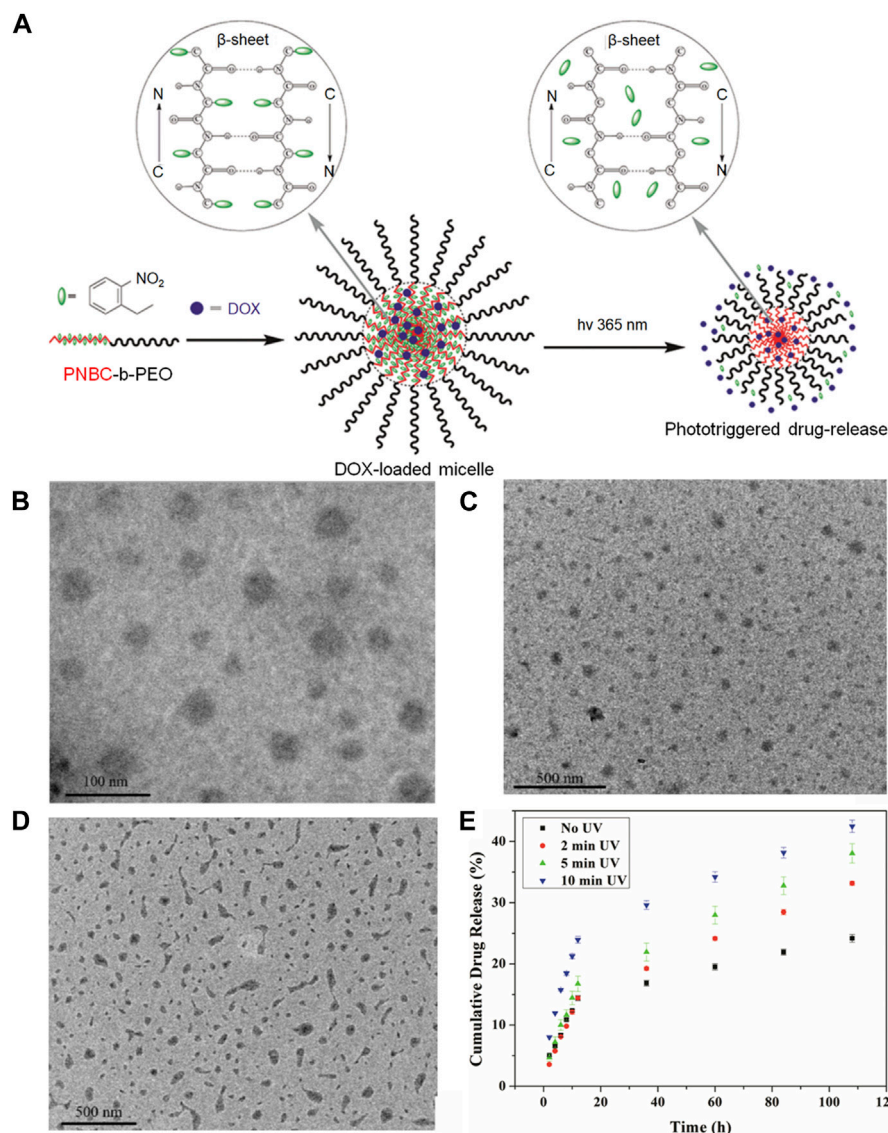 A
β-sheet
N
C
C
N
β-sheet
N
C
C
N
NO2
= 
= DOX
PNBC-b-PEO
hv 365 nm
DOX-loaded micelle
Phototriggered drug-release
B
100 nm
C
500 nm
D
500 nm
E
No UV
2 min UV
5 min UV
10 min UV
Cumulative Drug Release (%)
40
30
20
10
0
0 20 40 60 80 100 12
Time (h)